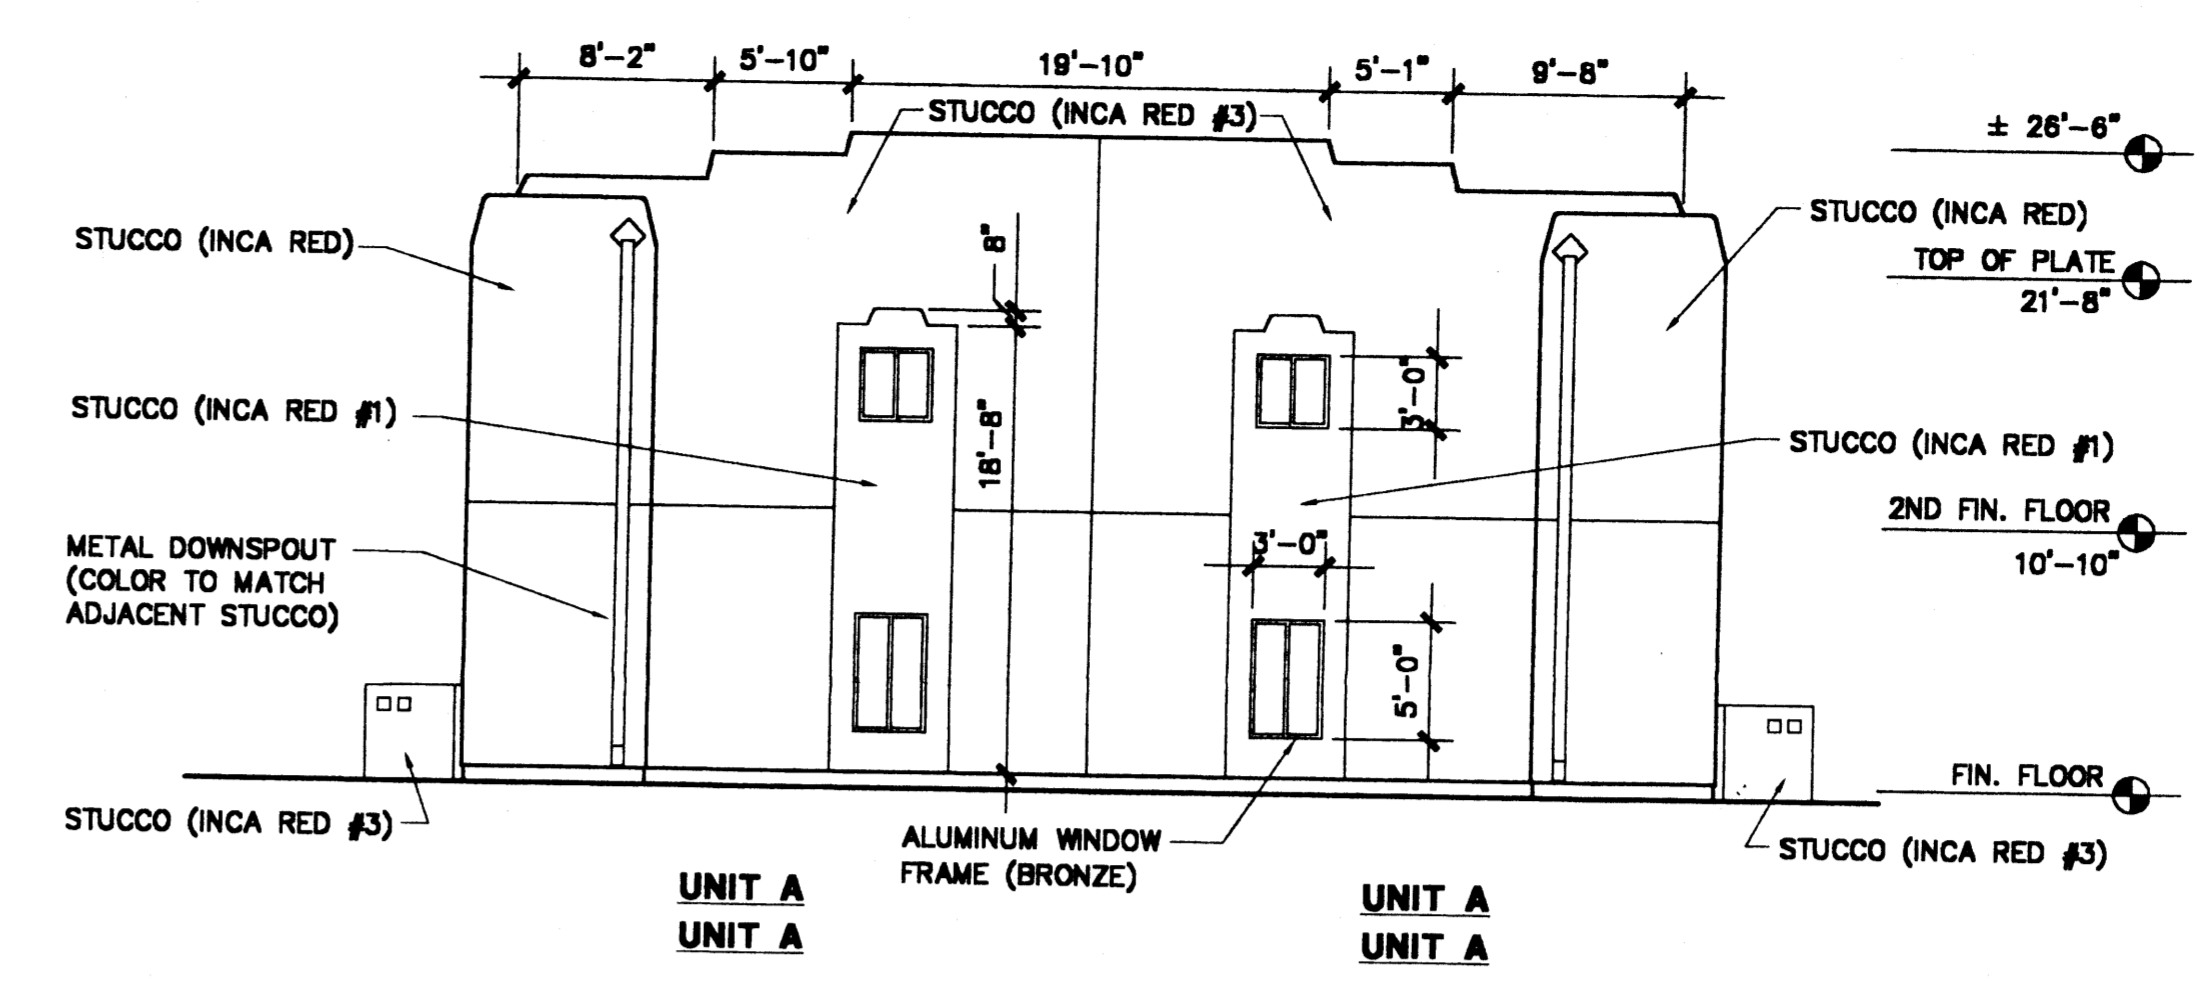 8'-2" 5'-10" 19'-10" 5'-1" 9'-8"
STUCCO (INCA RED #3)
± 26'-6"
STUCCO (INCA RED)
STUCCO (INCA RED)
TOP OF PLATE
21'-8"
8"
3'-0"
STUCCO (INCA RED #1)
18'-8"
STUCCO (INCA RED #1)
2ND FIN. FLOOR
10'-10"
3'-0"
METAL DOWNSPOUT
(COLOR TO MATCH
ADJACENT STUCCO)
5'-0"
FIN. FLOOR
STUCCO (INCA RED #3)
ALUMINUM WINDOW
FRAME (BRONZE)
STUCCO (INCA RED #3)
UNIT A
UNIT A
UNIT A
UNIT A